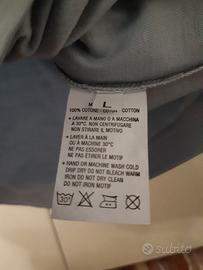 M L
100% COTONE - COTON - COTTON
• LAVARE A MANO O A MACCHINA
A 30°C. NON CENTRIFUGARE
NON STIRARE IL MOTIVO
• LAVER À LA MAIN
OU À MACHINE 30°C
NE PAS ESSORER
NE PAS ÉTIRER LE MOTIF
• HAND OR MACHINE WASH COLD
DRIP DRY DO NOT BLEACH WARM
IRON DO NOT DRY CLEAN
DO NOT IRON MOTIF
30°
subito